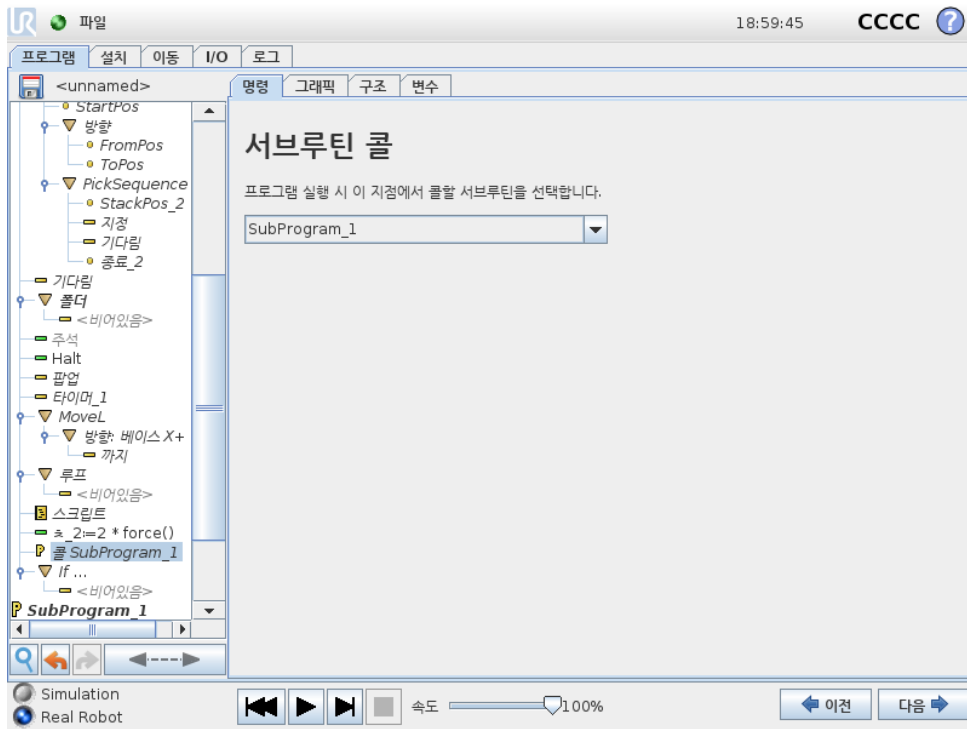 파일
18:59:45
CCCC
?
프로그램 설치 이동 I/O 로그
<unnamed>
명령 그래픽 구조 변수
StartPos
방향
FromPos
ToPos
PickSequence
StackPos_2
지정
기다림
종료_2
기다림
폴더
<비어있음>
주석
Halt
팝업
타이머_1
MoveL
방향: 베이스 X+
까지
루프
<비어있음>
스크립트
ㅊ_2≔2 * force()
콜 SubProgram_1
If ...
<비어있음>
SubProgram_1
서브루틴 콜
프로그램 실행 시 이 지점에서 콜할 서브루틴을 선택합니다.
SubProgram_1
Simulation
Real Robot
속도
100%
이전
다음